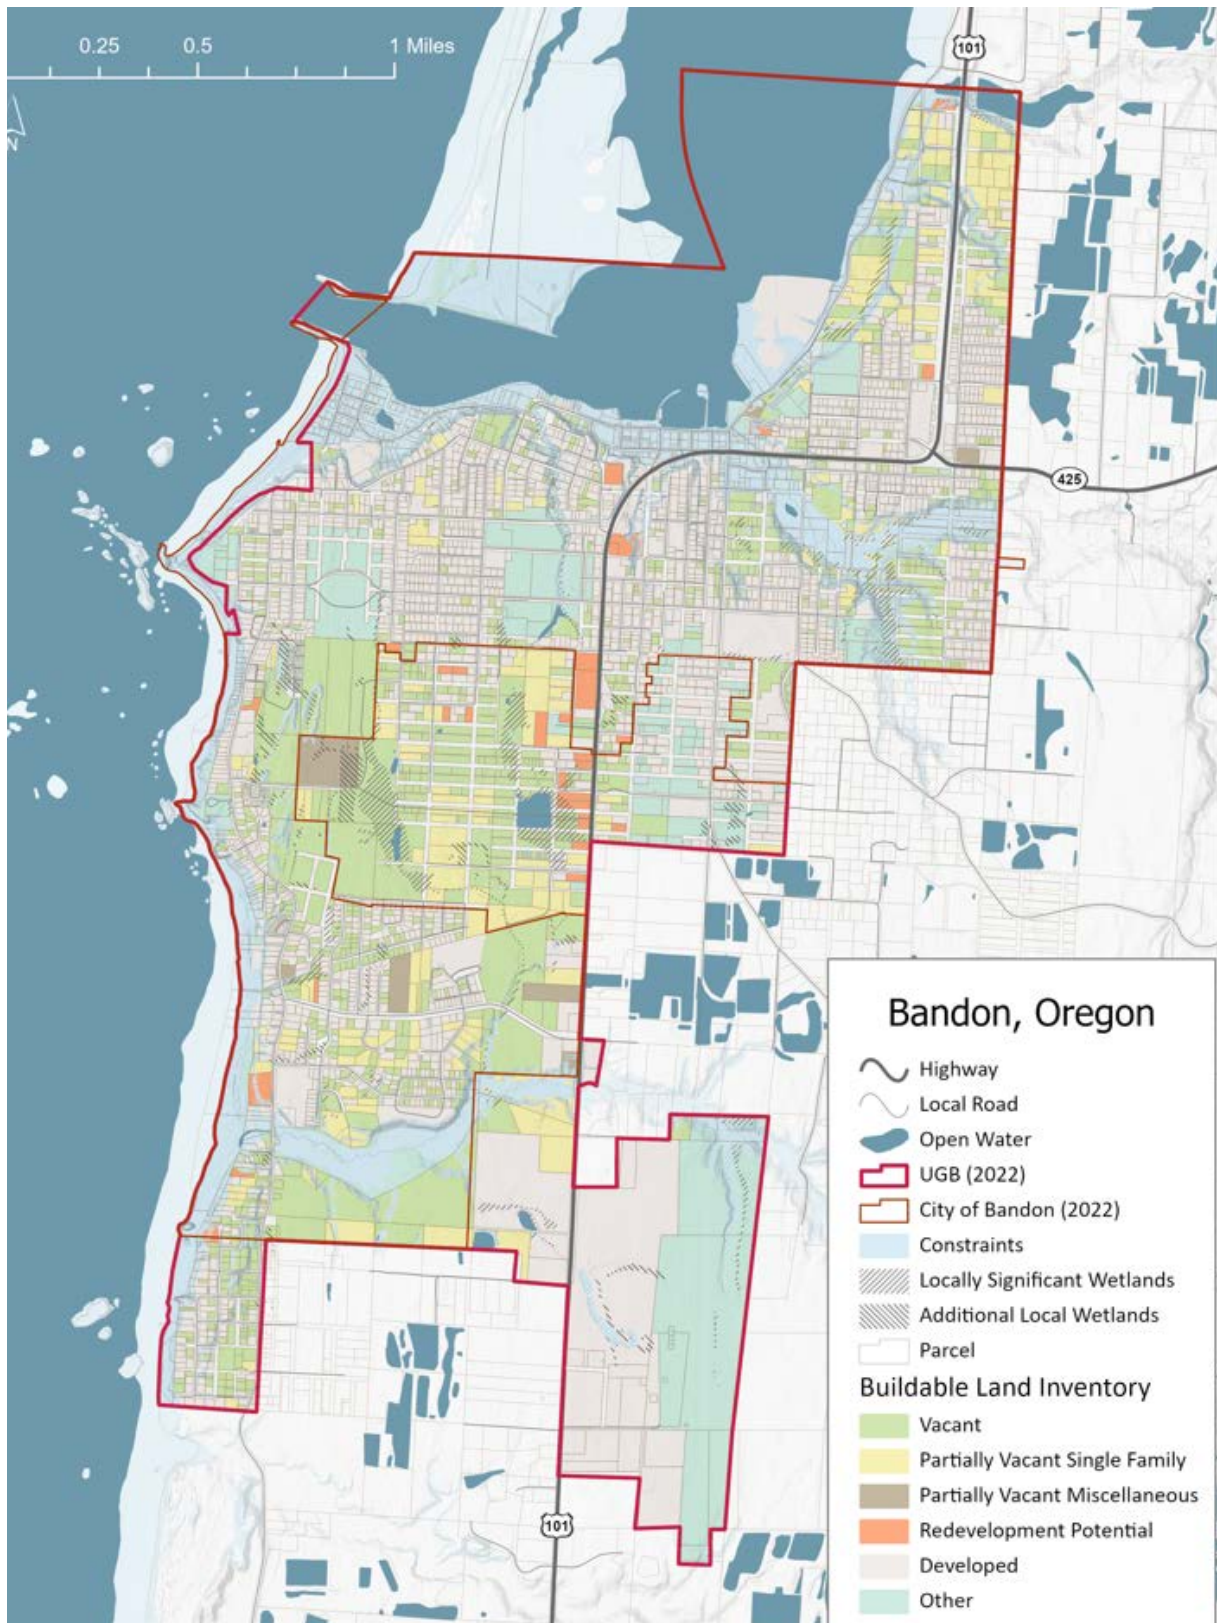 0.25 0.5 1 Miles
N
101
425
101
Bandon, Oregon
Highway
Local Road
Open Water
UGB (2022)
City of Bandon (2022)
Constraints
Locally Significant Wetlands
Additional Local Wetlands
Parcel
Buildable Land Inventory
Vacant
Partially Vacant Single Family
Partially Vacant Miscellaneous
Redevelopment Potential
Developed
Other